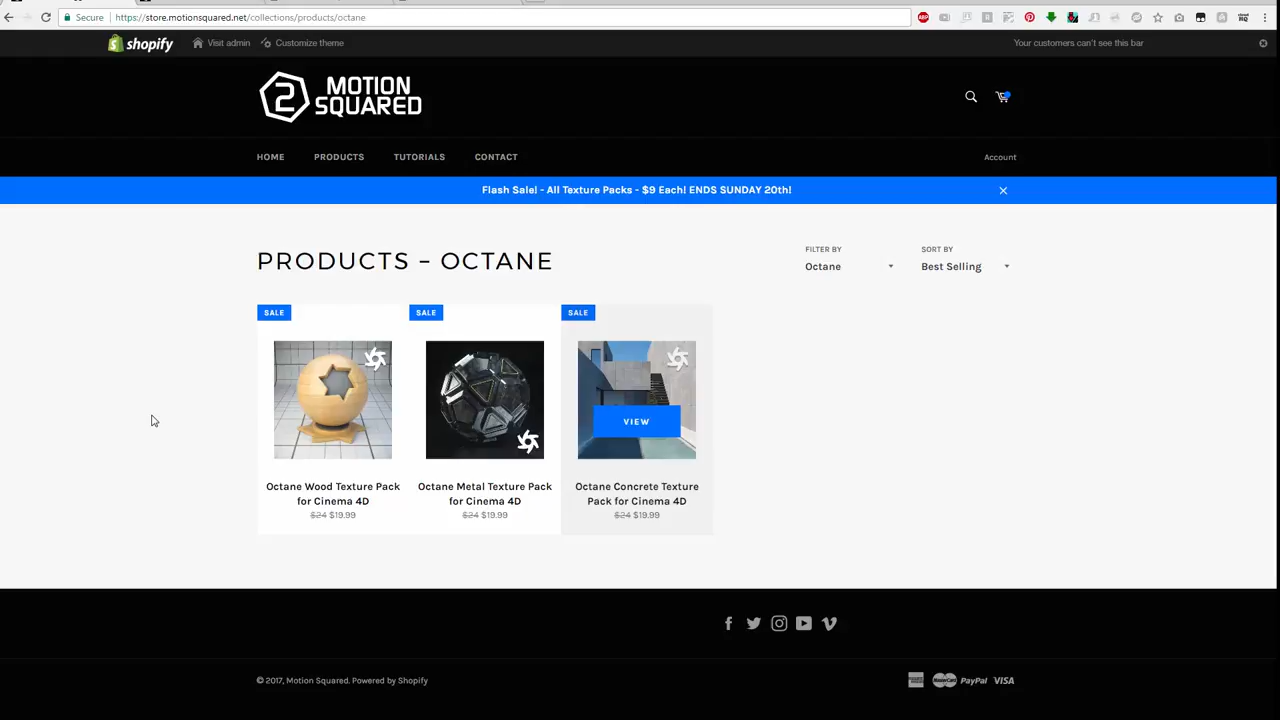 Secure
https://store.motionsquared.net/collections/products/octane
shopify
Visit admin
Customize theme
Your customers can't see this bar
2
MOTION
SQUARED
HOME
PRODUCTS
TUTORIALS
CONTACT
Account
Flash Sale! - All Texture Packs - $9 Each! ENDS SUNDAY 20th!
PRODUCTS – OCTANE
FILTER BY
SORT BY
Octane
Best Selling
SALE
SALE
SALE
VIEW
Octane Wood Texture Pack
for Cinema 4D
$24 $19.99
Octane Metal Texture Pack
for Cinema 4D
$24 $19.99
Octane Concrete Texture
Pack for Cinema 4D
$24 $19.99
© 2017, Motion Squared. Powered by Shopify
PayPal
VISA